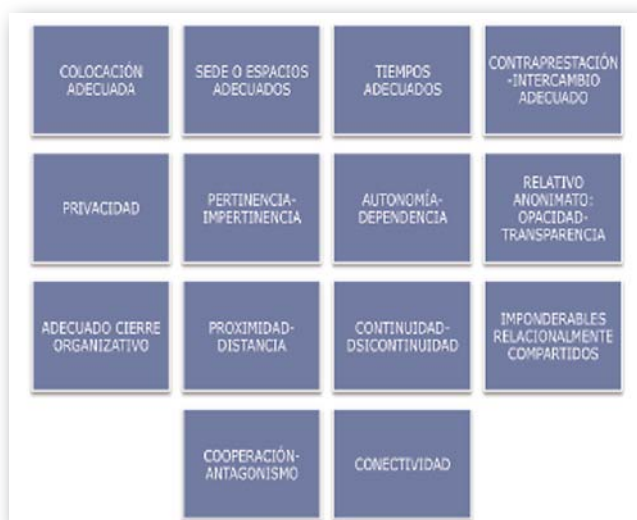 COLOCACIÓN
ADECUADA
SEDE O ESPACIOS
ADECUADOS
TIEMPOS
ADECUADOS
CONTRAPRESTACIÓN
-INTERCAMBIO
ADECUADO
PRIVACIDAD
PERTINENCIA-
IMPERTINENCIA
AUTONOMÍA-
DEPENDENCIA
RELATIVO
ANONIMATO:
OPACIDAD-
TRANSPARENCIA
ADECUADO CIERRE
ORGANIZATIVO
PROXIMIDAD-
DISTANCIA
CONTINUIDAD-
DSICONTINUIDAD
IMPONDERABLES
RELACIONALMENTE
COMPARTIDOS
COOPERACIÓN-
ANTAGONISMO
CONECTIVIDAD